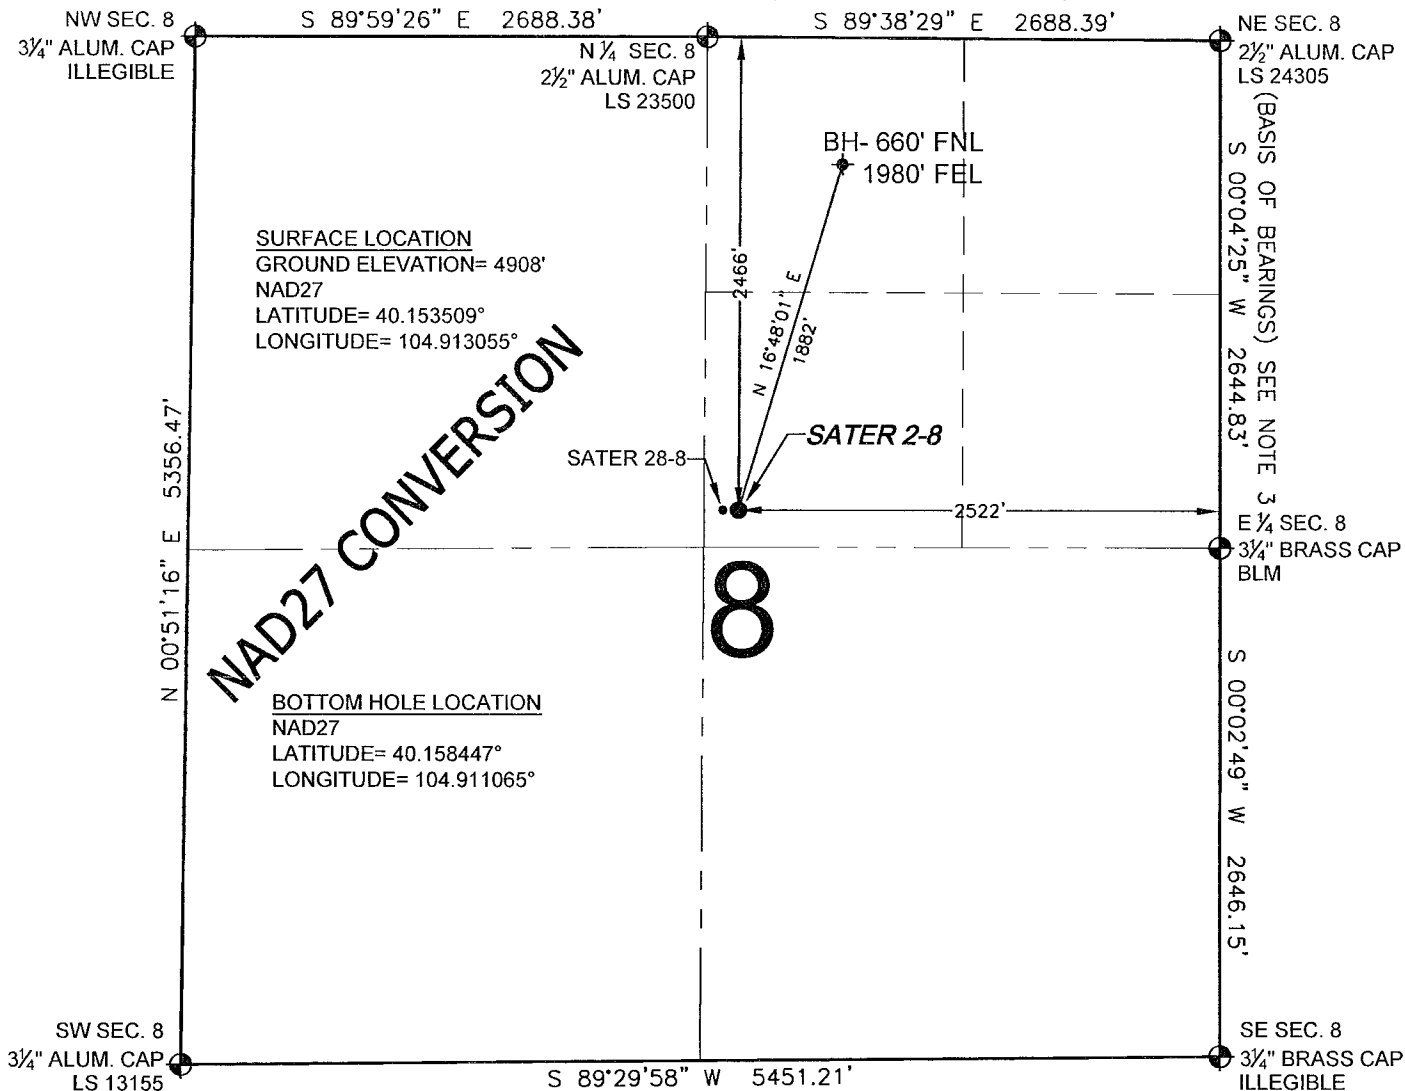 NW SEC. 8
3¼" ALUM. CAP
ILLEGIBLE
S 89°59'26" E 2688.38'
N ¼ SEC. 8
2½" ALUM. CAP
LS 23500
S 89°38'29" E 2688.39'
NE SEC. 8
2½" ALUM. CAP
LS 24305
(BASIS OF BEARINGS) SEE NOTE 3
S 00°04'25" W 2644.83'
BH- 660' FNL
1980' FEL
SURFACE LOCATION
GROUND ELEVATION= 4908'
NAD27
LATITUDE= 40.153509°
LONGITUDE= 104.913055°
2466'
N 16°48'01" E
1882'
NAD27 CONVERSION
SATER 2-8
SATER 28-8
2522'
E ¼ SEC. 8
3¼" BRASS CAP
BLM
N 00°51'16" E 5356.47'
8
BOTTOM HOLE LOCATION
NAD27
LATITUDE= 40.158447°
LONGITUDE= 104.911065°
S 00°02'49" W 2646.15'
SW SEC. 8
3¼" ALUM. CAP
LS 13155
S 89°29'58" W 5451.21'
SE SEC. 8
3¼" BRASS CAP
ILLEGIBLE